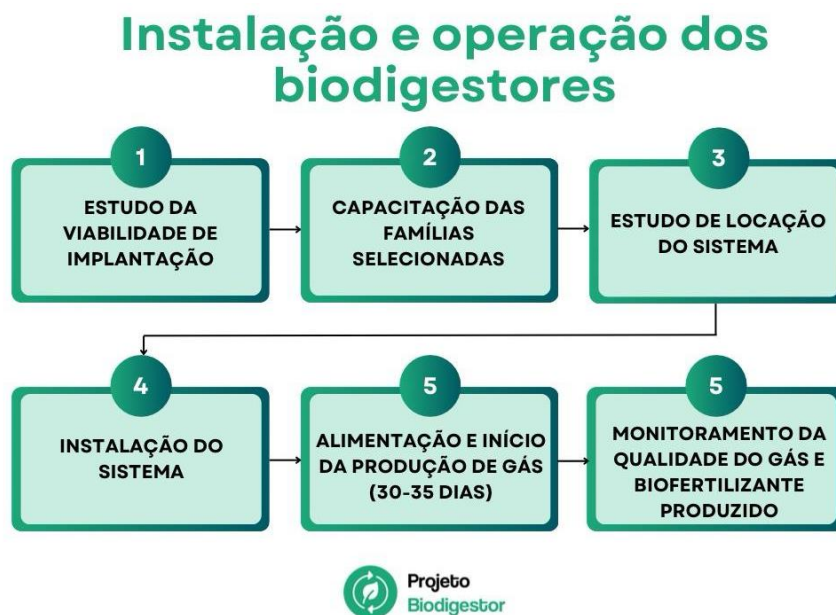 Instalação e operação dos
biodigestores
1
ESTUDO DA
VIABILIDADE DE
IMPLANTAÇÃO
2
CAPACITAÇÃO DAS
FAMÍLIAS
SELECIONADAS
3
ESTUDO DE LOCAÇÃO
DO SISTEMA
4
INSTALAÇÃO DO
SISTEMA
5
ALIMENTAÇÃO E INÍCIO
DA PRODUÇÃO DE GÁS
(30-35 DIAS)
5
MONITORAMENTO DA
QUALIDADE DO GÁS E
BIOFERTILIZANTE
PRODUZIDO
Projeto
Biodigestor